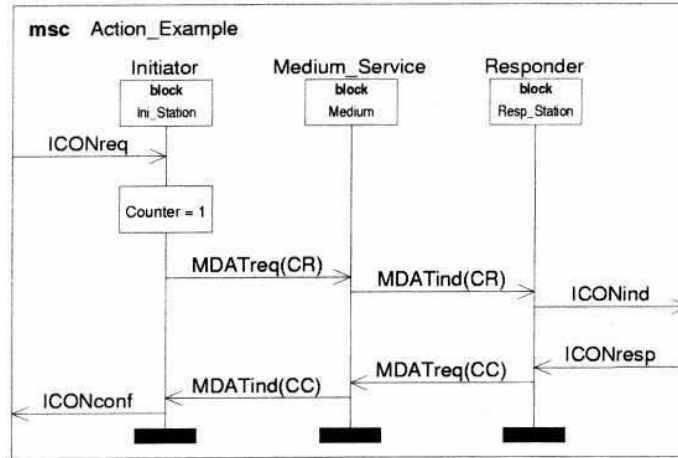 msc Action_Example
Initiator
Medium_Service
Responder
block
Ini_Station
block
Medium
block
Resp_Station
ICONreq
Counter = 1
MDATreq(CR)
MDATind(CR)
ICONind
ICONresp
MDATreq(CC)
MDATind(CC)
ICONconf